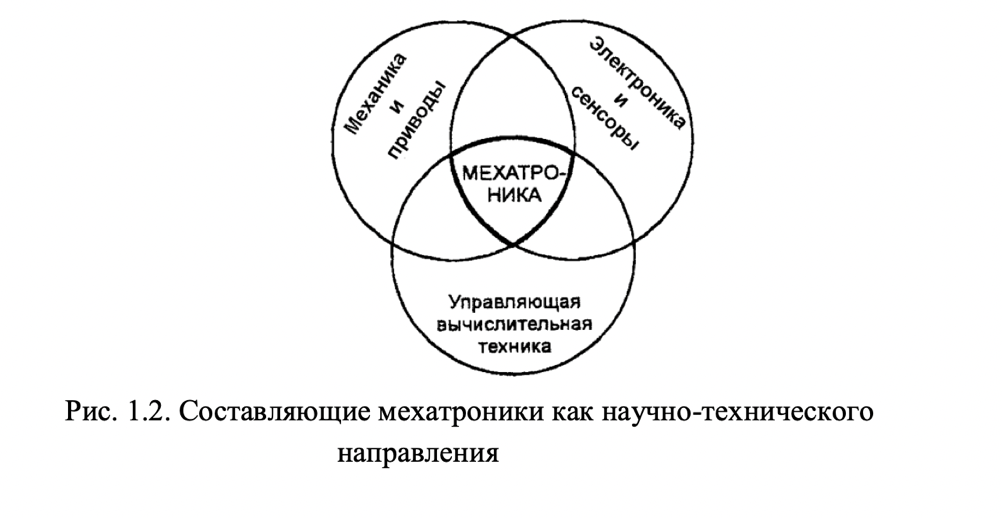 Механика
и
приводы
Электроника
и
сенсоры
МЕХАТРО-
НИКА
Управляющая
вычислительная
техника
Рис. 1.2. Составляющие мехатроники как научно-технического
направления